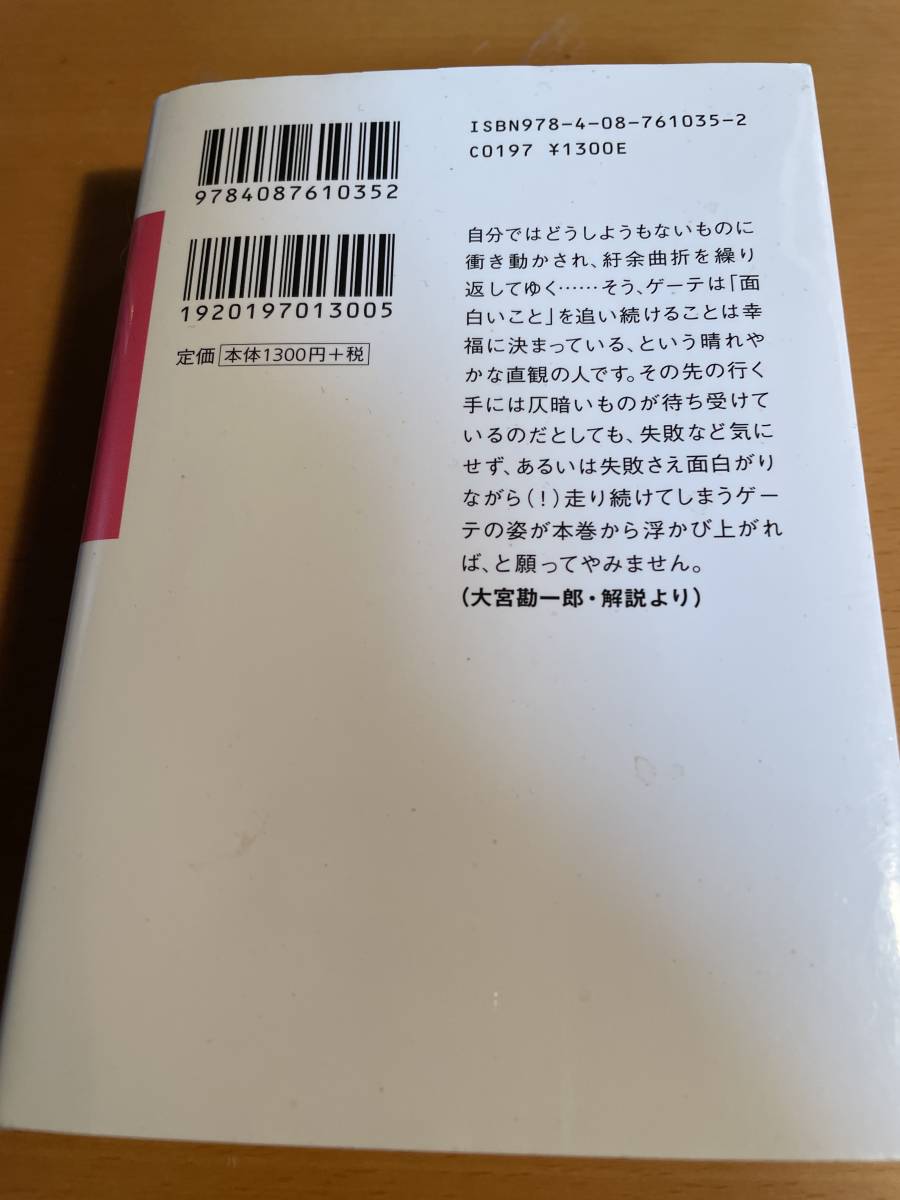 9784087610352
1920197013005
定価 本体1300円+税
ISBN978-4-08-761035-2
C0197 ¥1300E
自分ではどうしようもないものに
衝き動かされ、紆余曲折を繰り
返してゆく……そう、ゲーテは「面
白いこと」を追い続けることは幸
福に決まっている、という晴れや
かな直観の人です。その先の行く
手には仄暗いものが待ち受けて
いるのだとしても、失敗など気に
せず、あるいは失敗さえ面白がり
ながら(!)走り続けてしまうゲー
テの姿が本巻から浮かび上がれ
ば、と願ってやみません。
(大宮勘一郎・解説より)